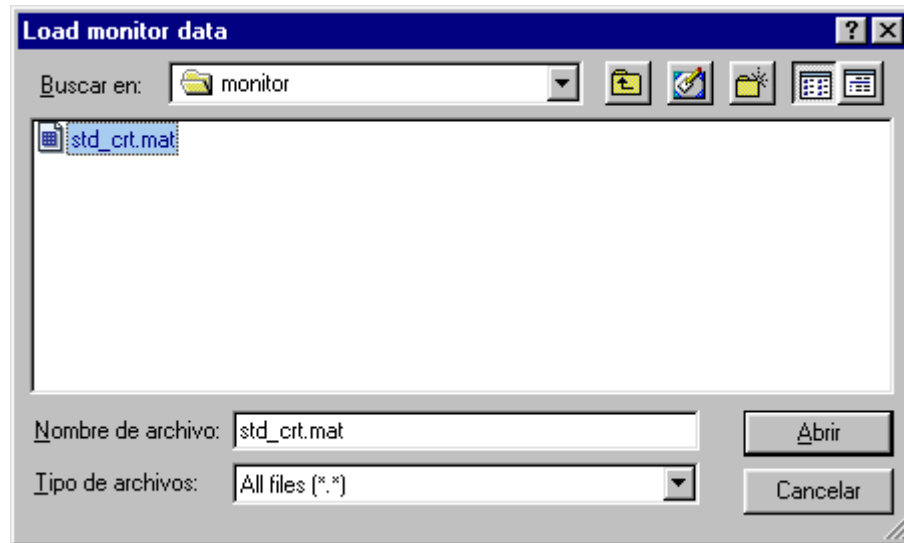 Load monitor data
Buscar en: monitor
std_crt.mat
Nombre de archivo: std_crt.mat Abrir
Tipo de archivos: All files (*.*) Cancelar